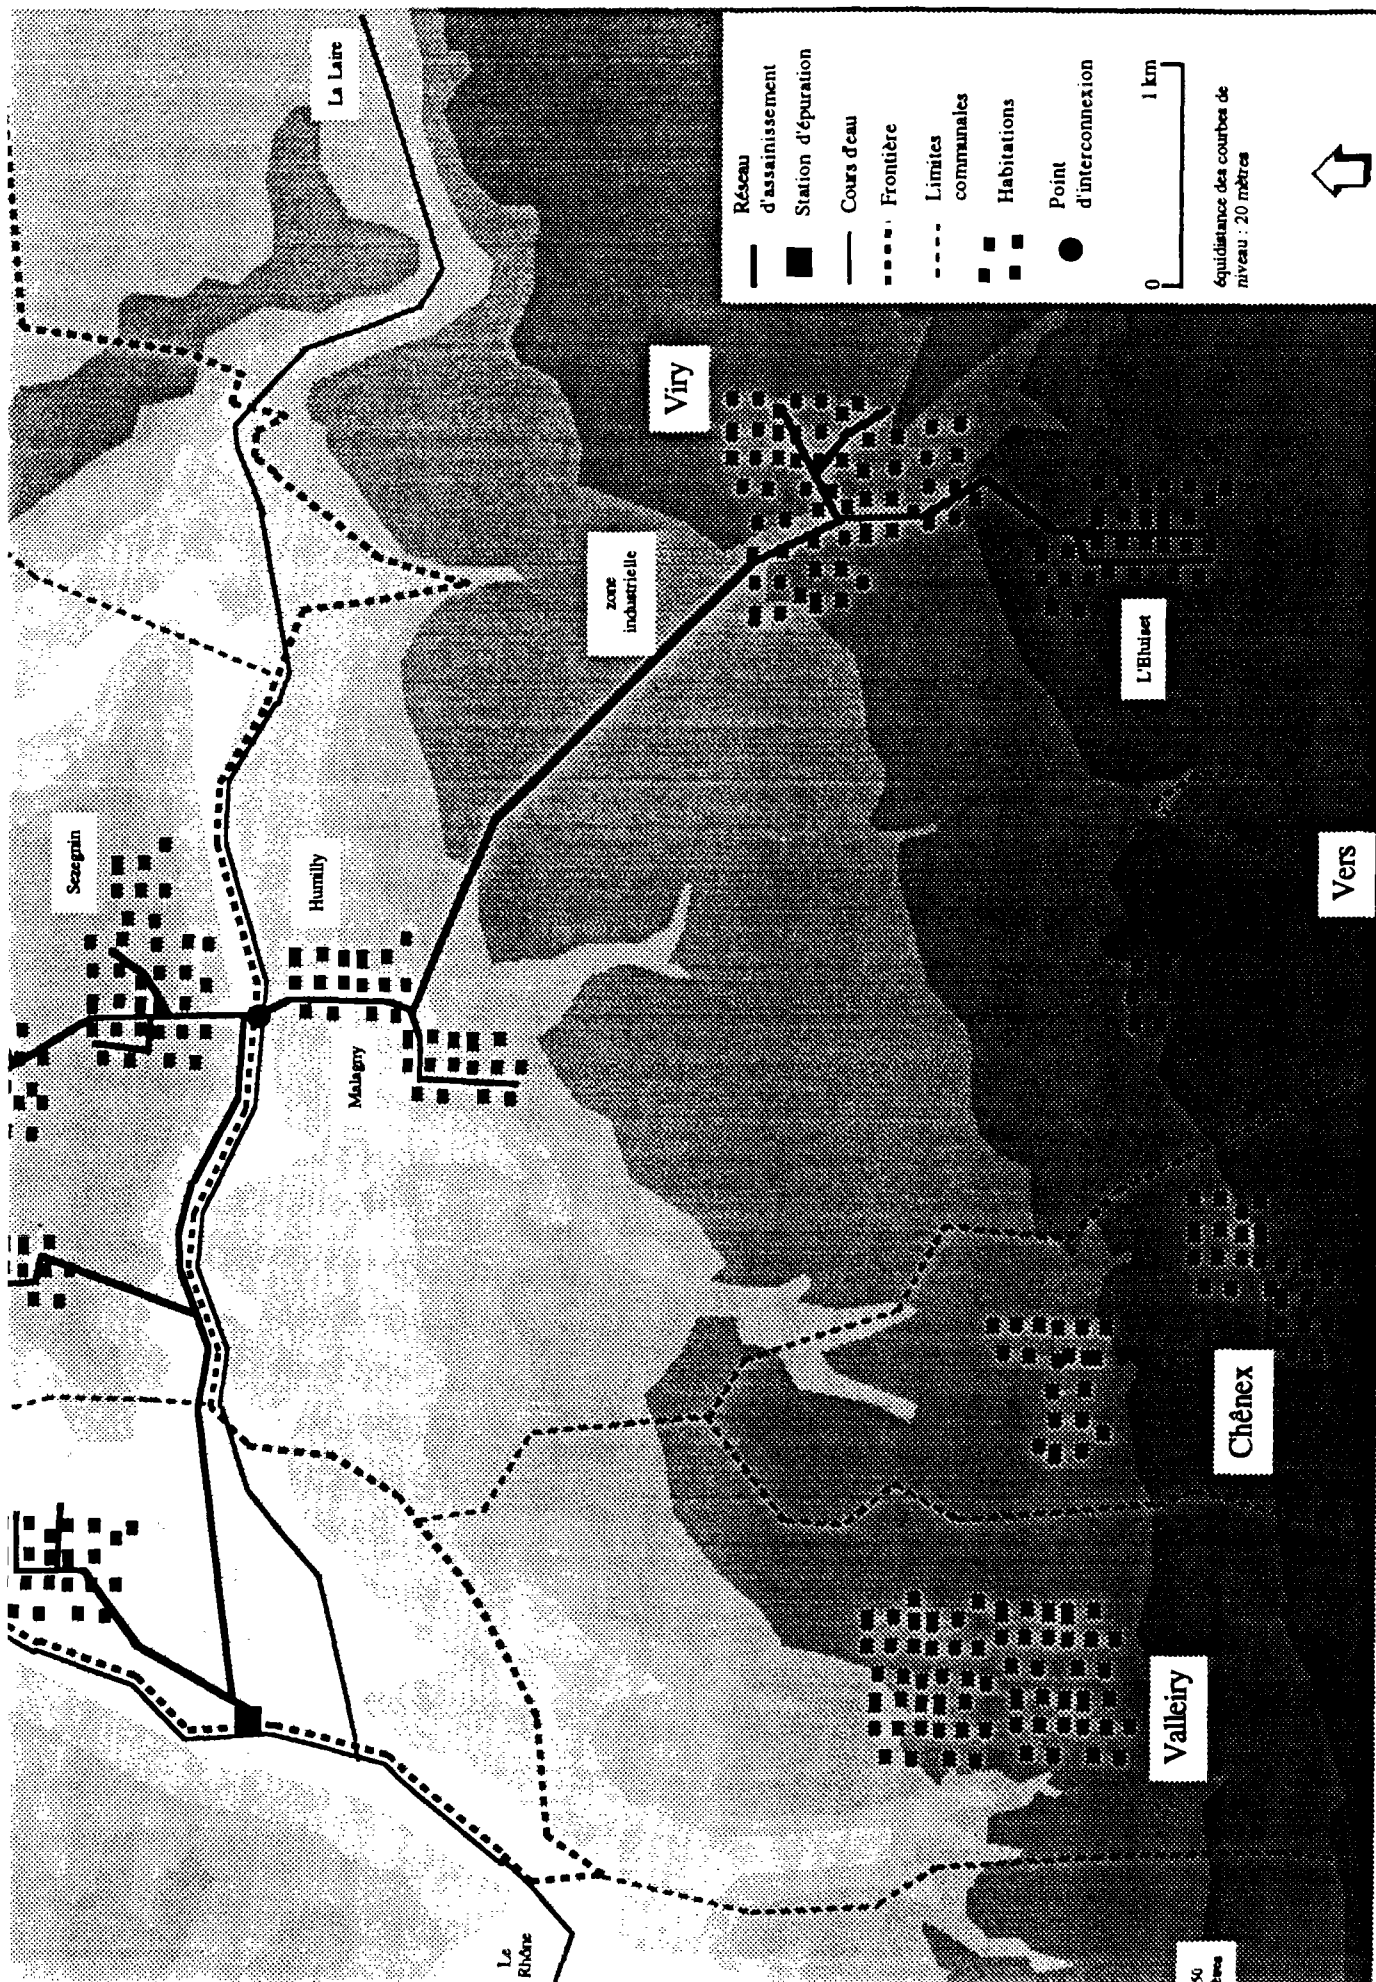 La Laire
Sezegnin
Humilly
Malagny
Viry
zone
industrielle
L'Eluiset
Vers
Chênex
Valleiry
Le
Rhône
Réseau
d'assainissement
Station d'épuration
Cours d'eau
Frontière
Limites
communales
Habitations
Point
d'interconnexion
0 1 km
équidistance des courbes de
niveau : 20 mètres
50